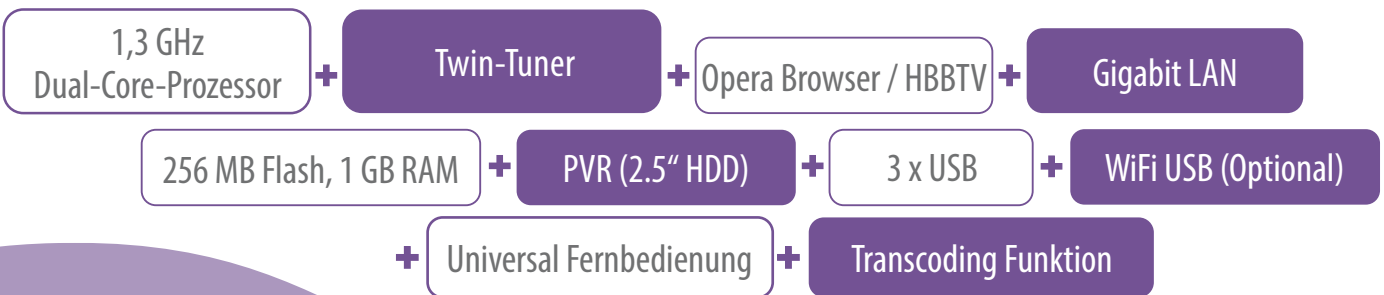 1,3 GHz
Dual-Core-Prozessor + Twin-Tuner + Opera Browser / HBBTV + Gigabit LAN
256 MB Flash, 1 GB RAM + PVR (2.5“ HDD) + 3 x USB + WiFi USB (Optional)
+ Universal Fernbedienung + Transcoding Funktion